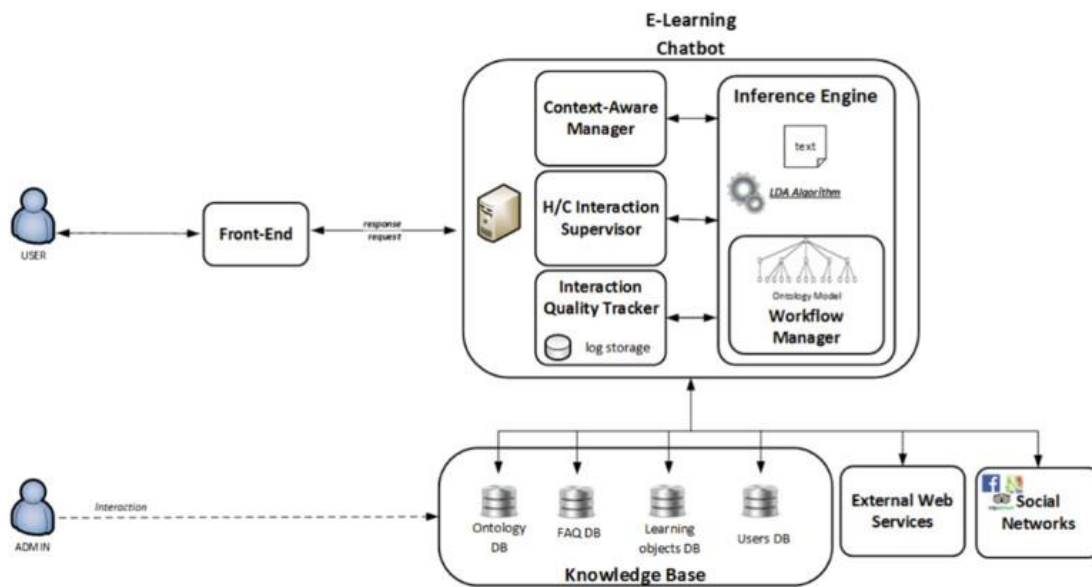 E-Learning
Chatbot
Context-Aware
Manager
Inference Engine
text
LDA Algorithm
H/C Interaction
Supervisor
USER
Front-End
response
request
Interaction
Quality Tracker
log storage
Ontology Model
Workflow
Manager
ADMIN
Interaction
Ontology
DB
FAQ DB
Learning
objects DB
Users DB
Knowledge Base
External Web
Services
Social
Networks